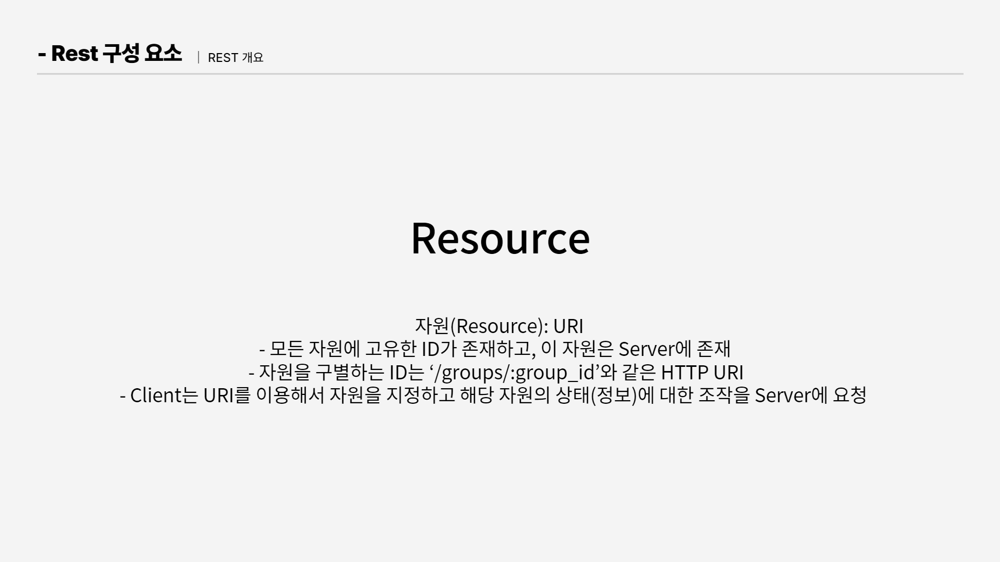 - Rest 구성 요소 | REST 개요
Resource
자원(Resource): URI
- 모든 자원에 고유한 ID가 존재하고, 이 자원은 Server에 존재
- 자원을 구별하는 ID는 ‘/groups/:group_id’와 같은 HTTP URI
- Client는 URI를 이용해서 자원을 지정하고 해당 자원의 상태(정보)에 대한 조작을 Server에 요청